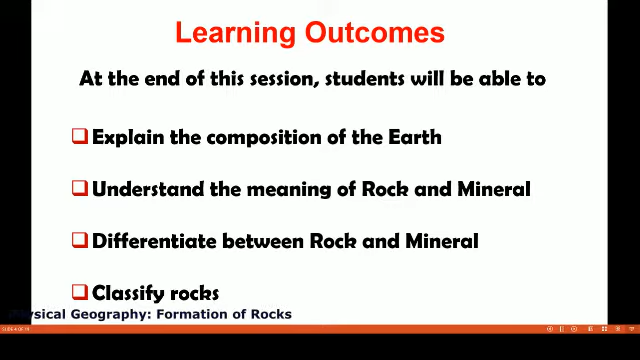 Learning Outcomes
At the end of this session, students will be able to
Explain the composition of the Earth
Understand the meaning of Rock and Mineral
Differentiate between Rock and Mineral
Classify rocks
Physical Geography: Formation of Rocks